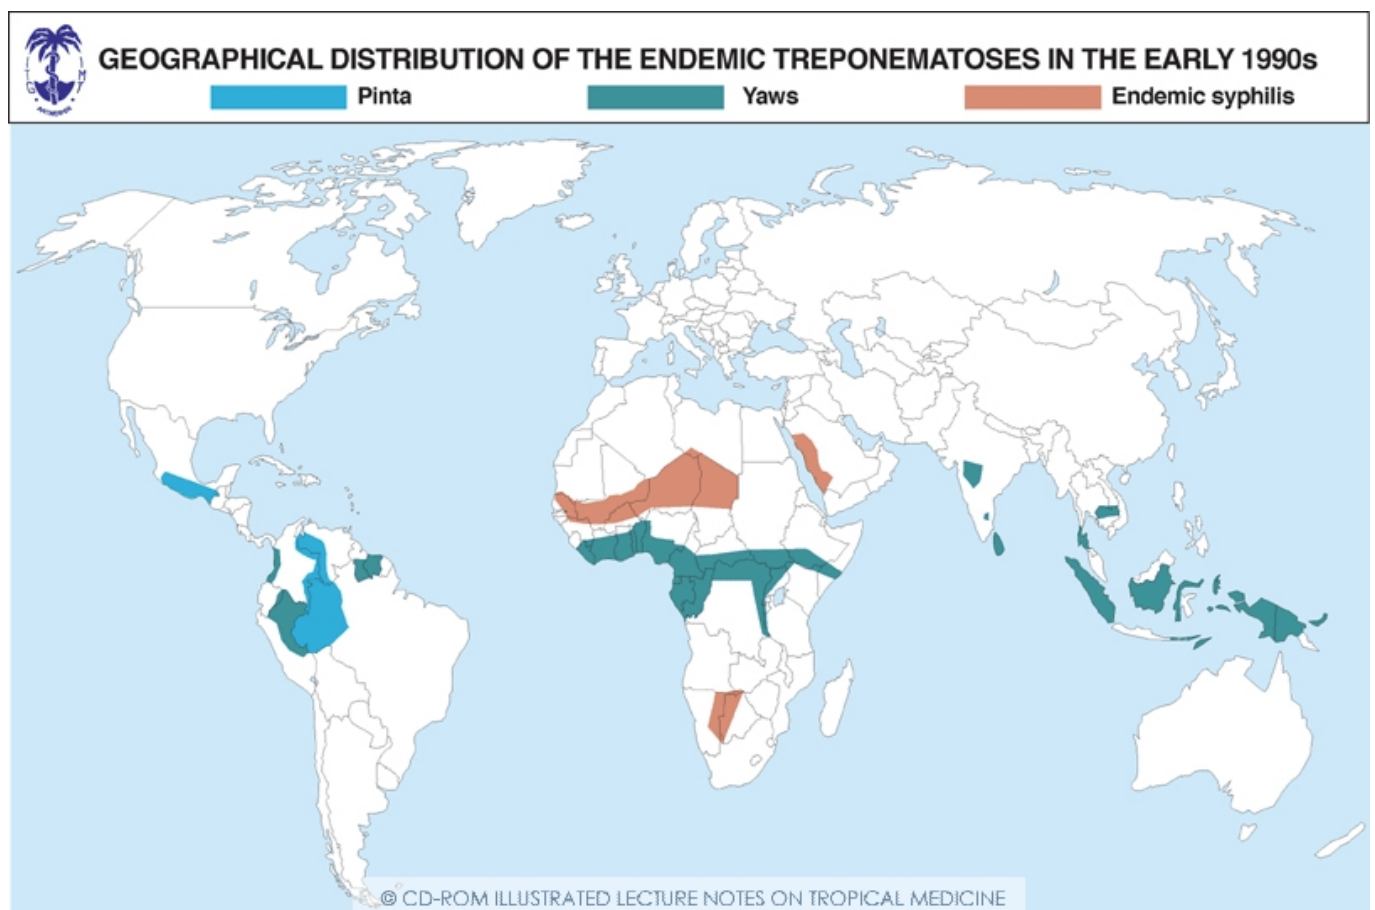 GEOGRAPHICAL DISTRIBUTION OF THE ENDEMIC TREPONEMATOSES IN THE EARLY 1990s
Pinta Yaws Endemic syphilis
© CD-ROM ILLUSTRATED LECTURE NOTES ON TROPICAL MEDICINE